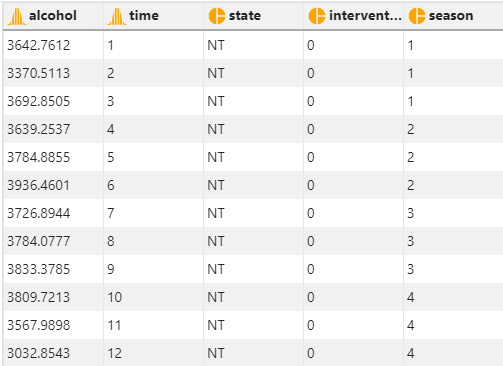 alcohol time state intervent... season
3642.7612 1 NT 0 1
3370.5113 2 NT 0 1
3692.8505 3 NT 0 1
3639.2537 4 NT 0 2
3784.8855 5 NT 0 2
3936.4601 6 NT 0 2
3726.8944 7 NT 0 3
3784.0777 8 NT 0 3
3833.3785 9 NT 0 3
3809.7213 10 NT 0 4
3567.9898 11 NT 0 4
3032.8543 12 NT 0 4